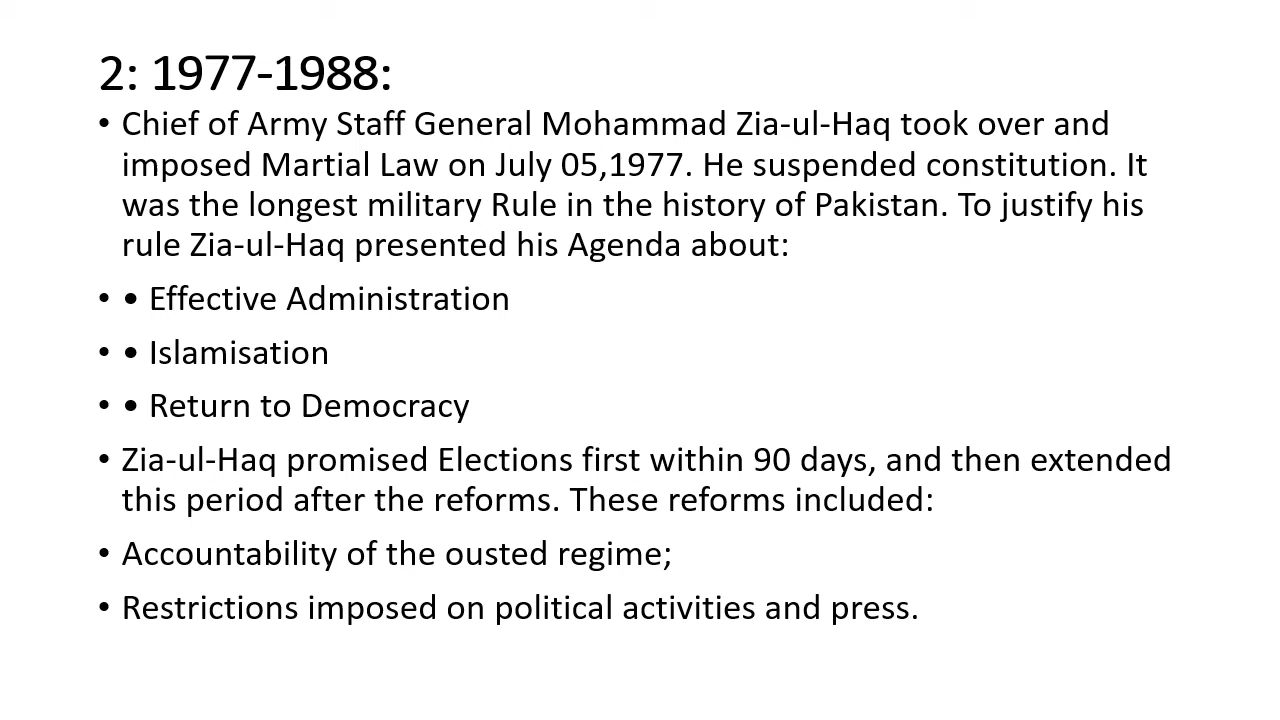 2: 1977-1988:
• Chief of Army Staff General Mohammad Zia-ul-Haq took over and
imposed Martial Law on July 05,1977. He suspended constitution. It
was the longest military Rule in the history of Pakistan. To justify his
rule Zia-ul-Haq presented his Agenda about:
• • Effective Administration
• • Islamisation
• • Return to Democracy
• Zia-ul-Haq promised Elections first within 90 days, and then extended
this period after the reforms. These reforms included:
• Accountability of the ousted regime;
• Restrictions imposed on political activities and press.